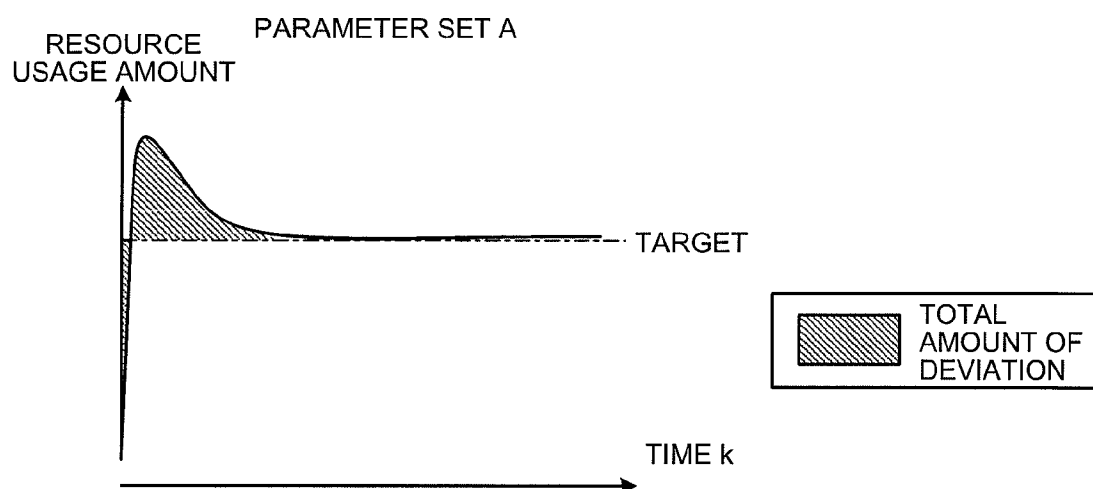 PARAMETER SET A
RESOURCE
USAGE AMOUNT
TARGET
TOTAL
AMOUNT OF
DEVIATION
TIME k